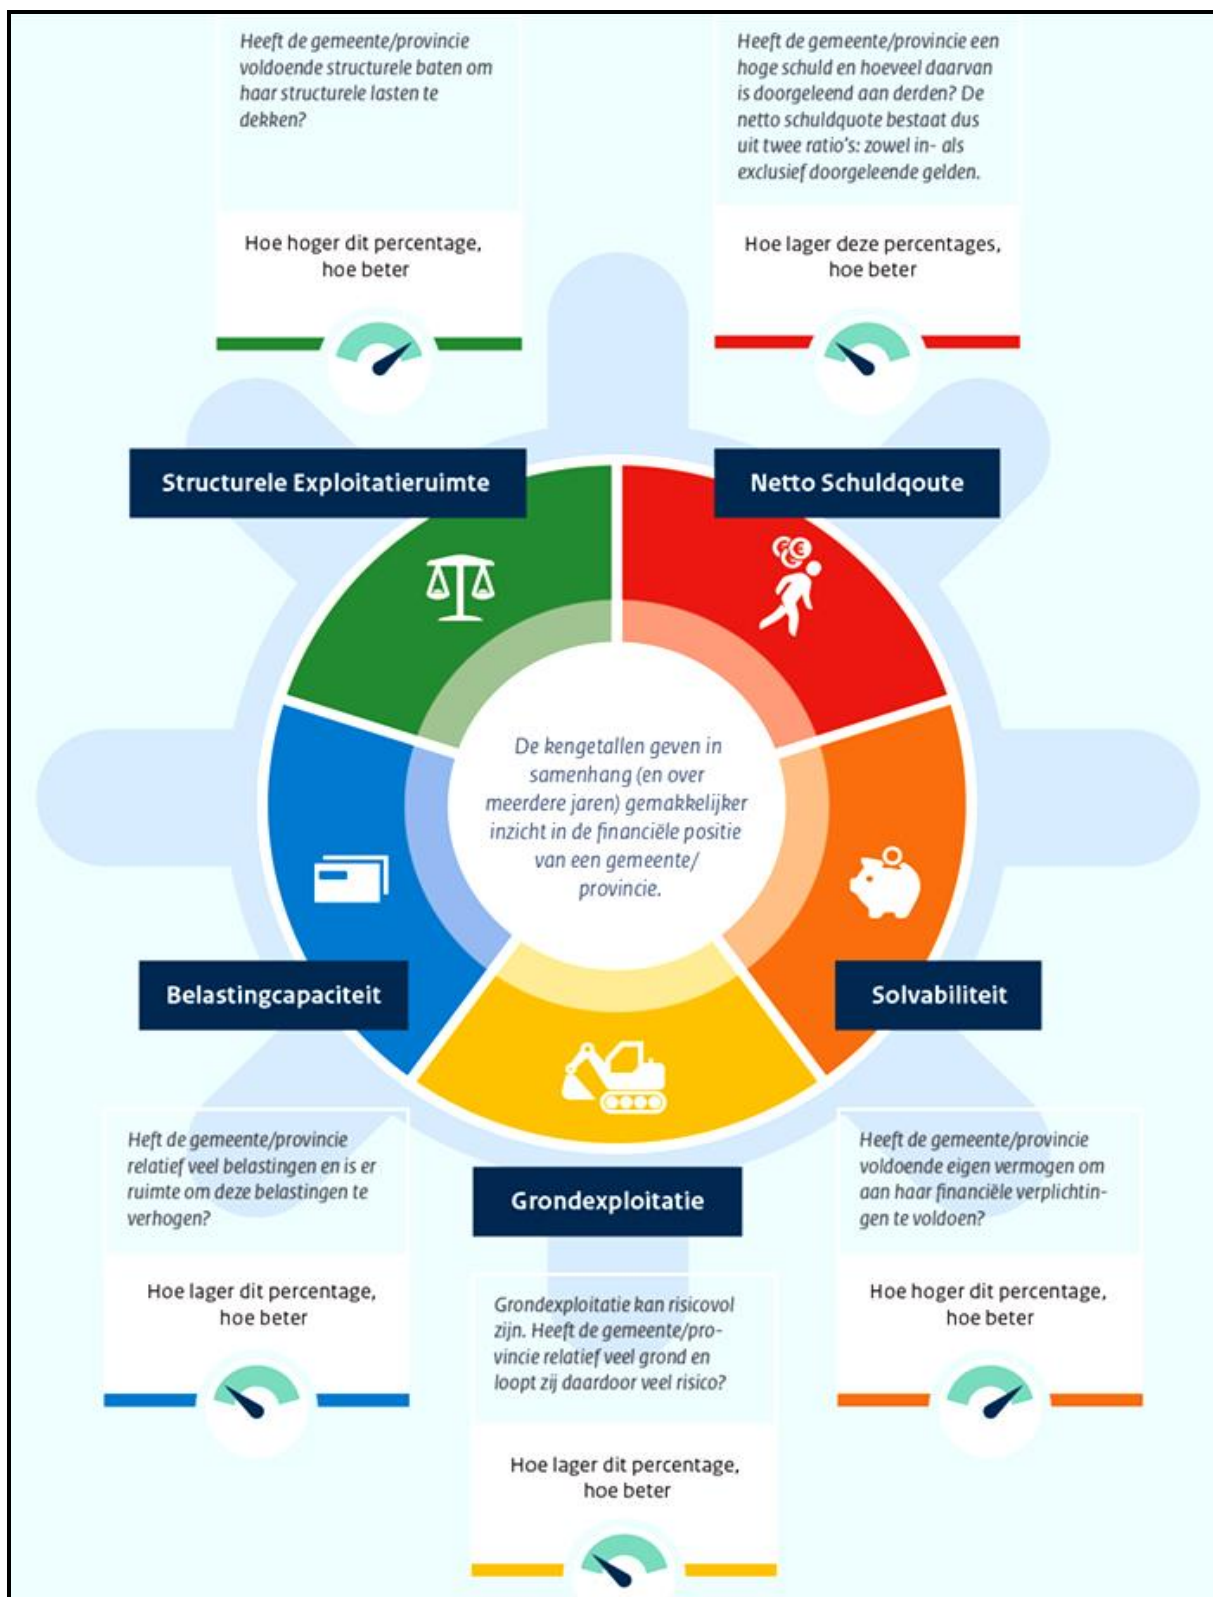 Heeft de gemeente/provincie
voldoende structurele baten om
haar structurele lasten te
dekken?
Hoe hoger dit percentage,
hoe beter
Heeft de gemeente/provincie een
hoge schuld en hoeveel daarvan
is doorgeleend aan derden? De
netto schuldquote bestaat dus
uit twee ratio's: zowel in- als
exclusief doorgeleende gelden.
Hoe lager deze percentages,
hoe beter
Structurele Exploitatieruimte
Netto Schuldqoute
De kengetallen geven in
samenhang (en over
meerdere jaren) gemakkelijker
inzicht in de financiële positie
van een gemeente/
provincie.
Belastingcapaciteit
Solvabiliteit
Grondexploitatie
Heft de gemeente/provincie
relatief veel belastingen en is er
ruimte om deze belastingen te
verhogen?
Hoe lager dit percentage,
hoe beter
Grondexploitatie kan risicovol
zijn. Heeft de gemeente/pro-
vincie relatief veel grond en
loopt zij daardoor veel risico?
Hoe lager dit percentage,
hoe beter
Heeft de gemeente/provincie
voldoende eigen vermogen om
aan haar financiële verplichtin-
gen te voldoen?
Hoe hoger dit percentage,
hoe beter